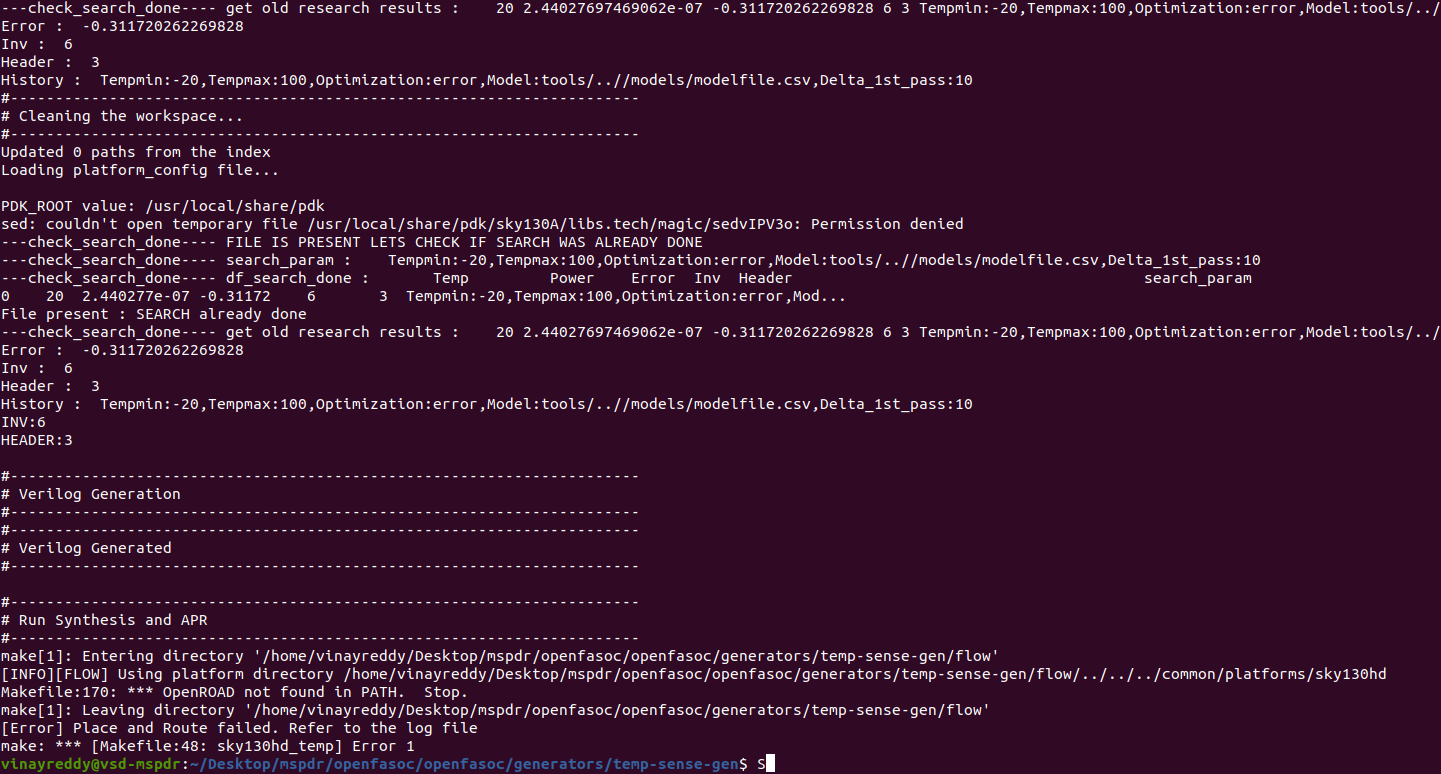 ---check_search_done---- get old research results :    20 2.44027697469062e-07 -0.311720262269828 6 3 Tempmin:-20,Tempmax:100,Optimization:error,Model:tools/../
Error :  -0.311720262269828
Inv :  6
Header :  3
History :  Tempmin:-20,Tempmax:100,Optimization:error,Model:tools/..//models/modelfile.csv,Delta_1st_pass:10
#----------------------------------------------------------------------
# Cleaning the workspace...
#----------------------------------------------------------------------
Updated 0 paths from the index
Loading platform_config file...

PDK_ROOT value: /usr/local/share/pdk
sed: couldn't open temporary file /usr/local/share/pdk/sky130A/libs.tech/magic/sedvIPV3o: Permission denied
---check_search_done---- FILE IS PRESENT LETS CHECK IF SEARCH WAS ALREADY DONE
---check_search_done---- search_param :    Tempmin:-20,Tempmax:100,Optimization:error,Model:tools/..//models/modelfile.csv,Delta_1st_pass:10
---check_search_done---- df_search_done :       Temp         Power    Error  Inv  Header                                       search_param
0    20  2.440277e-07 -0.31172    6       3  Tempmin:-20,Tempmax:100,Optimization:error,Mod...
File present : SEARCH already done
---check_search_done---- get old research results :    20 2.44027697469062e-07 -0.311720262269828 6 3 Tempmin:-20,Tempmax:100,Optimization:error,Model:tools/../
Error :  -0.311720262269828
Inv :  6
Header :  3
History :  Tempmin:-20,Tempmax:100,Optimization:error,Model:tools/..//models/modelfile.csv,Delta_1st_pass:10
INV:6
HEADER:3

#----------------------------------------------------------------------
# Verilog Generation
#----------------------------------------------------------------------
#----------------------------------------------------------------------
# Verilog Generated
#----------------------------------------------------------------------

#----------------------------------------------------------------------
# Run Synthesis and APR
#----------------------------------------------------------------------
make[1]: Entering directory '/home/vinayreddy/Desktop/mspdr/openfasoc/openfasoc/generators/temp-sense-gen/flow'
[INFO][FLOW] Using platform directory /home/vinayreddy/Desktop/mspdr/openfasoc/openfasoc/generators/temp-sense-gen/flow/../../../common/platforms/sky130hd
Makefile:170: *** OpenROAD not found in PATH.  Stop.
make[1]: Leaving directory '/home/vinayreddy/Desktop/mspdr/openfasoc/openfasoc/generators/temp-sense-gen/flow'
[Error] Place and Route failed. Refer to the log file
make: *** [Makefile:48: sky130hd_temp] Error 1
vinayreddy@vsd-mspdr:~/Desktop/mspdr/openfasoc/openfasoc/generators/temp-sense-gen$ S